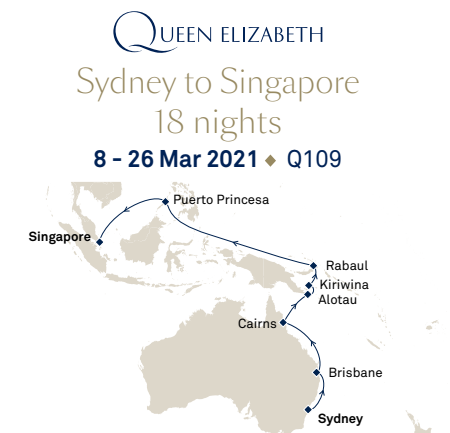 QUEEN ELIZABETH
Sydney to Singapore
18 nights
8 - 26 Mar 2021 ◆ Q109
Puerto Princesa
Singapore
Rabaul
Kiriwina
Alotau
Cairns
Brisbane
Sydney